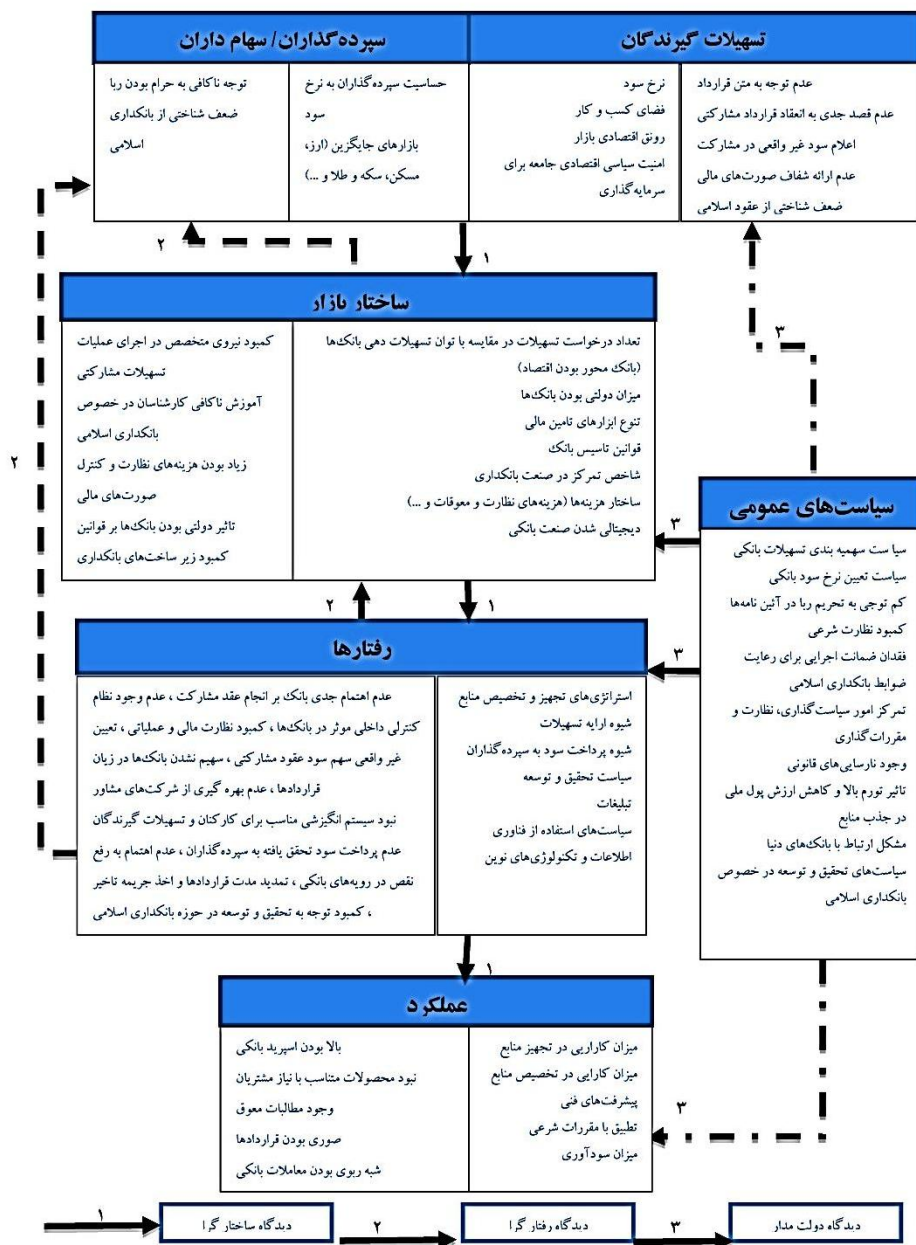 تسهیلات گیرندگان
سپرده‌گذاران/ سهام داران
عدم توجه به متن قرارداد
عدم قصد جدی به انعقاد قرارداد مشارکتی
اعلام سود غیر واقعی در مشارکت
عدم ارائه شفاف صورت‌های مالی
ضعف شناختی از عقود اسلامی
نرخ سود
فضای کسب و کار
رونق اقتصادی بازار
امنیت سیاسی اقتصادی جامعه برای
سرمایه‌گذاری
حساسیت سپرده‌گذاران به نرخ
سود
بازارهای جایگزین (ارز،
مسکن، سکه و طلا و ...)
توجه ناکافی به حرام بودن ربا
ضعف شناختی از بانکداری
اسلامی
۲
۱
۳
۲
ساختار بازار
تعداد درخواست تسهیلات در مقایسه با توان تسهیلات دهی بانک‌ها
(بانک محور بودن اقتصاد)
میزان دولتی بودن بانک‌ها
تنوع ابزارهای تامین مالی
قوانین تاسیس بانک
شاخص تمرکز در صنعت بانکداری
ساختار هزینه‌ها (هزینه‌های نظارت و معوقات و ...)
دیجیتالی شدن صنعت بانکی
کمبود نیروی متخصص در اجرای عملیات
تسهیلات مشارکتی
آموزش ناکافی کارشناسان در خصوص
بانکداری اسلامی
زیاد بودن هزینه‌های نظارت و کنترل
صورت‌های مالی
تاثیر دولتی بودن بانک‌ها بر قوانین
کمبود زیر ساخت‌های بانکداری
سیاست‌های عمومی
سیا ست سهمیه بندی تسهیلات بانکی
سیاست تعیین نرخ سود بانکی
کم توجی به تحریم ربا در آئین نامه‌ها
کمبود نظارت شرعی
فقدان ضمانت اجرایی برای رعایت
ضوابط بانکداری اسلامی
تمرکز امور سیاست‌گذاری، نظارت و
مقررات‌گذاری
وجود نارسایی‌های قانونی
تاثیر تورم بالا و کاهش ارزش پول ملی
در جذب منابع
مشکل ارتباط با بانک‌های دنیا
سیاست‌های تحقیق و توسعه در خصوص
بانکداری اسلامی
۳
۲
۱
۳
رفتارها
استراتژی‌های تجهیز و تخصیص منابع
شیوه ارایه تسهیلات
شیوه پرداخت سود به سپرده‌گذاران
سیاست تحقیق و توسعه
تبلیغات
سیاست‌های استفاده از فناوری
اطلاعات و تکنولوژی‌های نوین
عدم اهتمام جدی بانک بر انجام عقد مشارکت ، عدم وجود نظام
کنترلی داخلی موثر در بانک‌ها ، کمبود نظارت مالی و عملیاتی ، تعیین
غیر واقعی سهم سود عقود مشارکتی ، سهیم نشدن بانک‌ها در زیان
قراردادها ، عدم بهره گیری از شرکت‌های مشاور
نبود سیستم انگیزشی مناسب برای کارکنان و تسهیلات گیرندگان
عدم پرداخت سود تحقق یافته به سپرده‌گذاران ، عدم اهتمام به رفع
نقص در رویه‌های بانکی ، تمدید مدت قراردادها و اخذ جریمه تاخیر
، کمبود توجه به تحقیق و توسعه در حوزه بانکداری اسلامی
۱
عملکرد
میزان کارایی در تجهیز منابع
میزان کارایی در تخصیص منابع
پیشرفت‌های فنی
تطبیق با مقررات شرعی
میزان سودآوری
بالا بودن اسپرید بانکی
نبود محصولات متناسب با نیاز مشتریان
وجود مطالبات معوق
صوری بودن قراردادها
شبه ربوی بودن معاملات بانکی
۳
دیدگاه دولت مدار
۳
دیدگاه رفتار گرا
۲
دیدگاه ساختار گرا
۱